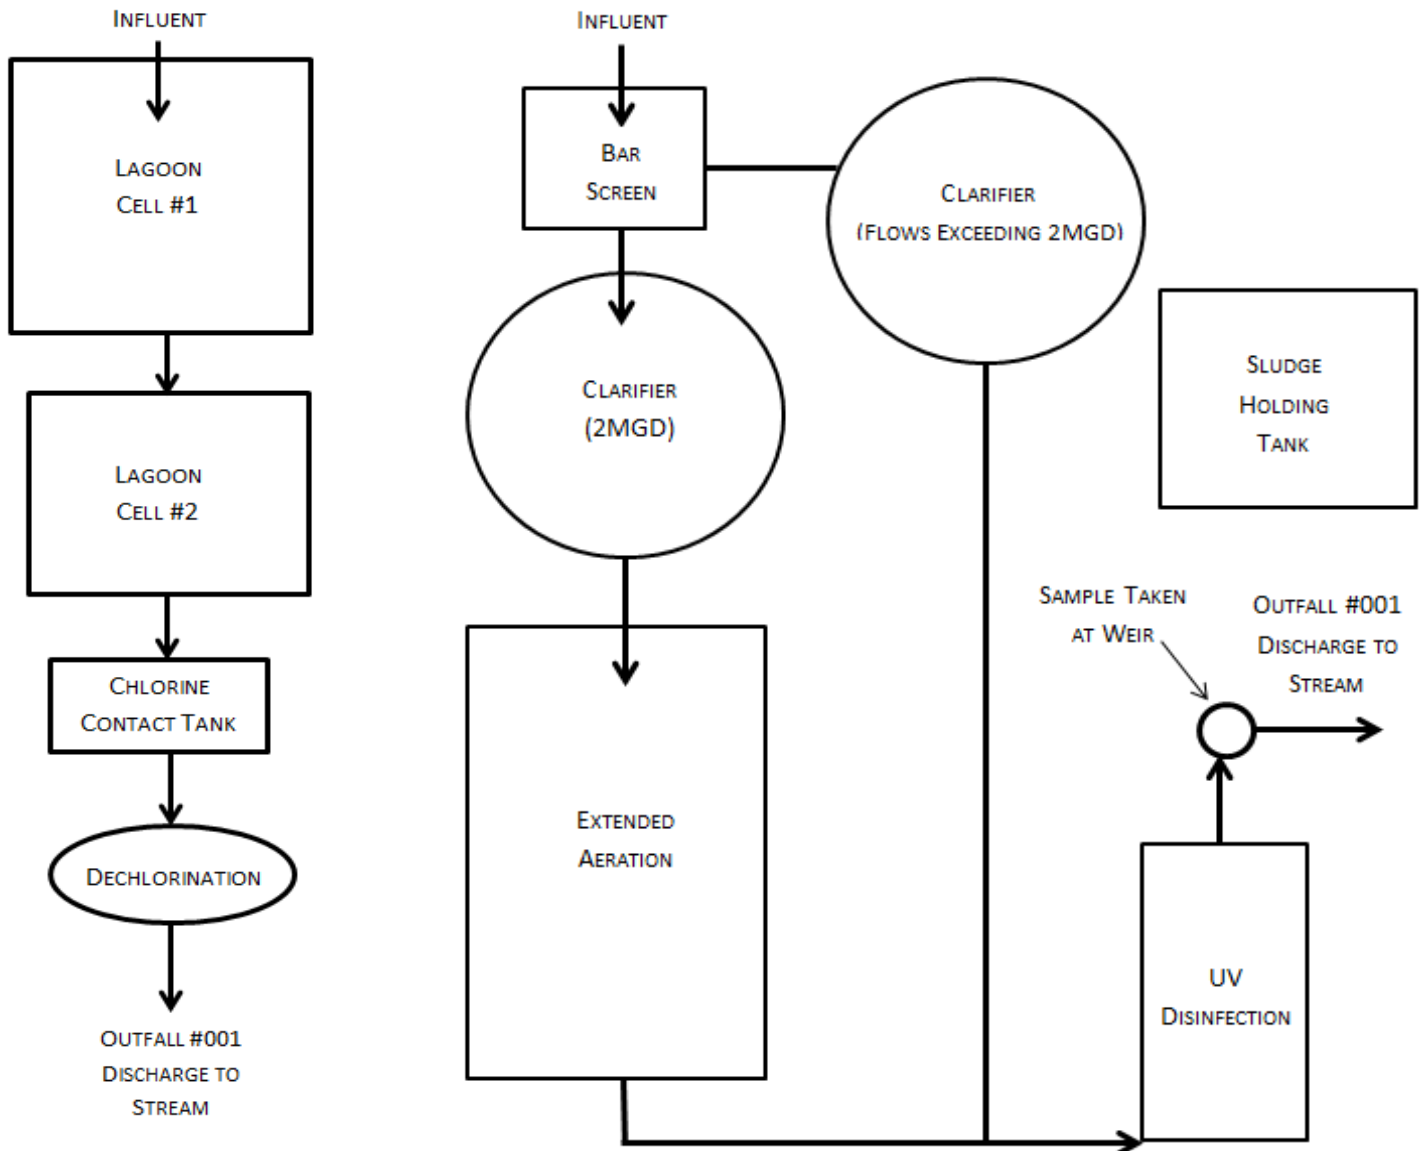 INFLUENT
LAGOON
CELL #1
LAGOON
CELL #2
CHLORINE
CONTACT TANK
DECHLORINATION
OUTFALL #001
DISCHARGE TO
STREAM
INFLUENT
BAR
SCREEN
CLARIFIER
(FLOWS EXCEEDING 2MGD)
CLARIFIER
(2MGD)
EXTENDED
AERATION
SLUDGE
HOLDING
TANK
SAMPLE TAKEN
AT WEIR
OUTFALL #001
DISCHARGE TO
STREAM
UV
DISINFECTION